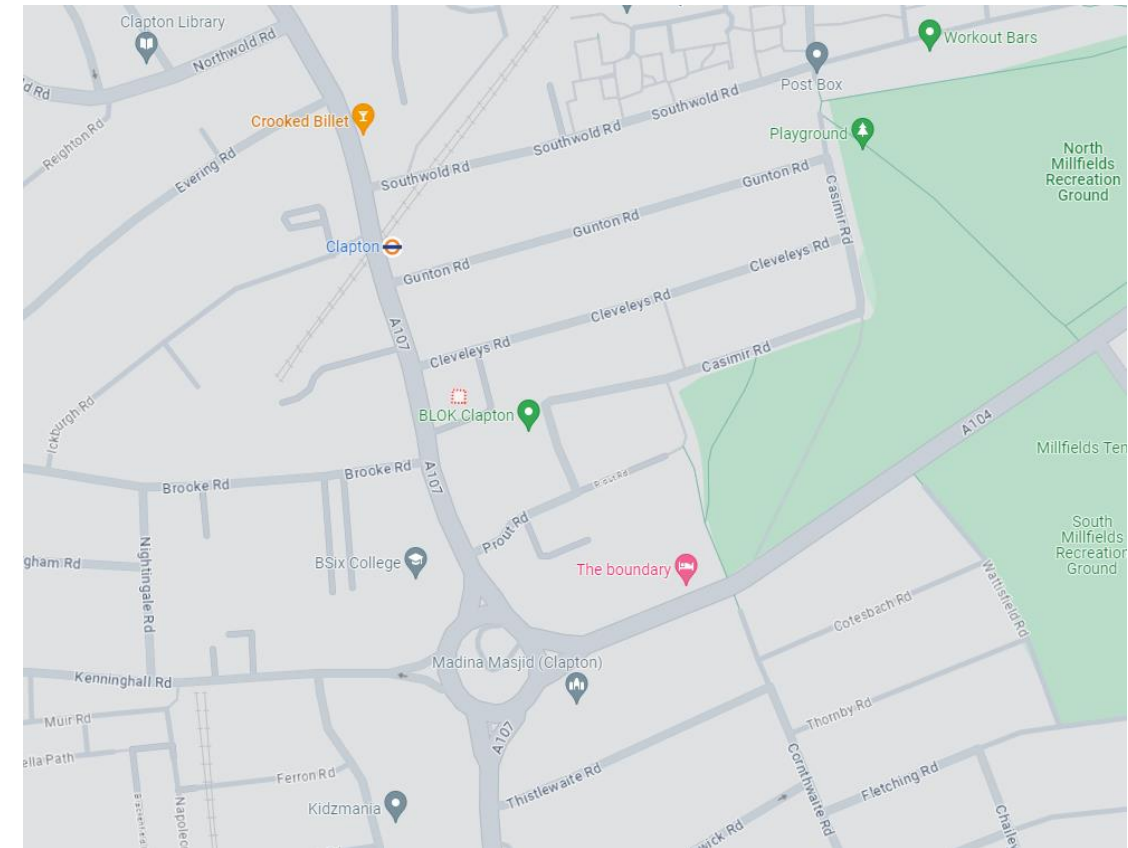 Clapton Library
Workout Bars
Northwold Rd
Post Box
Rd
Southwold Rd
Crooked Billet
Southwold Rd
Playground
Reighton Rd
North
Millfields
Recreation
Ground
Evering Rd
Southwold Rd
Gunton Rd
Casimir Rd
Gunton Rd
Clapton
Cleveleys Rd
Gunton Rd
Cleveleys Rd
A107
Cleveleys Rd
Casimir Rd
BLOK Clapton
Ickburgh Rd
A104
Millfields Ten
Brooke Rd
A107
Brooke Rd
Prout Rd
South
Millfields
Recreation
Ground
Nightingale Rd
BSix College
gham Rd
The boundary
Wattisfield Rd
Cotesbach Rd
Madina Masjid (Clapton)
Kenninghall Rd
Muir Rd
Thornby Rd
A107
ella Path
Ferron Rd
Thistlewaite Rd
Cornthwaite Rd
Fletching Rd
Kidzmania
Napoleo
Chailey
wick Rd